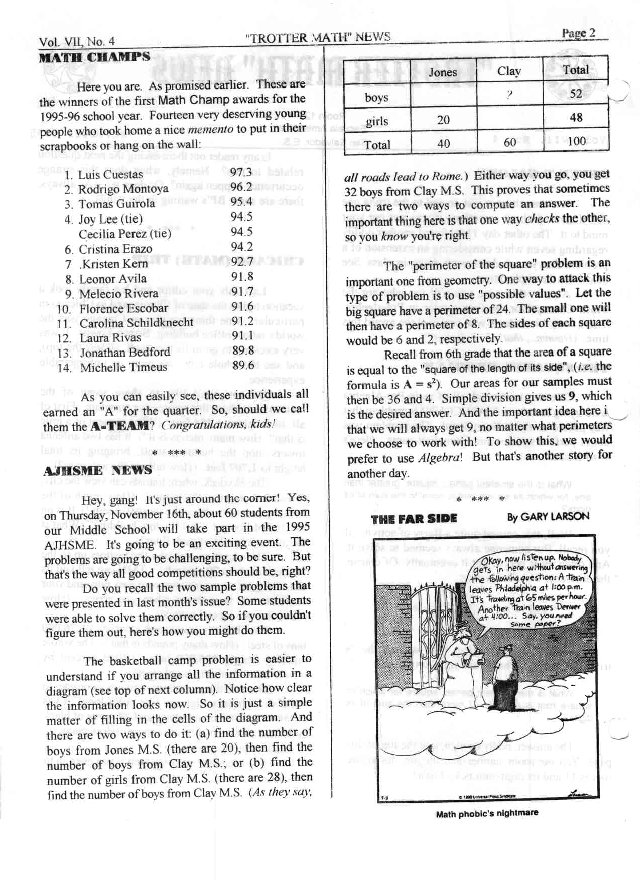 Vol. VII, No. 4
"TROTTER MATH" NEWS
Page 2
MATH CHAMPS
Here you are. As promised earlier. These are
the winners of the first Math Champ awards for the
1995-96 school year. Fourteen very deserving young
people who took home a nice memento to put in their
scrapbooks or hang on the wall:
1. Luis Cuestas 97.3
2. Rodrigo Montoya 96.2
3. Tomas Guirola 95.4
4. Joy Lee (tie) 94.5
Cecilia Perez (tie) 94.5
6. Cristina Erazo 94.2
7 .Kristen Kern 92.7
8. Leonor Avila 91.8
9. Melecio Rivera 91.7
10. Florence Escobar 91.6
11. Carolina Schildknecht 91.2
12. Laura Rivas 91.1
13. Jonathan Bedford 89.8
14. Michelle Timeus 89.6
As you can easily see, these individuals all
earned an "A" for the quarter. So, should we call
them the A-TEAM? Congratulations, kids!
* *** *
AJHSME NEWS
Hey, gang! It's just around the corner! Yes,
on Thursday, November 16th, about 60 students from
our Middle School will take part in the 1995
AJHSME. It's going to be an exciting event. The
problems are going to be challenging, to be sure. But
that's the way all good competitions should be, right?
Do you recall the two sample problems that
were presented in last month's issue? Some students
were able to solve them correctly. So if you couldn't
figure them out, here's how you might do them.
The basketball camp problem is easier to
understand if you arrange all the information in a
diagram (see top of next column). Notice how clear
the information looks now. So it is just a simple
matter of filling in the cells of the diagram. And
there are two ways to do it: (a) find the number of
boys from Jones M.S. (there are 20), then find the
number of boys from Clay M.S.; or (b) find the
number of girls from Clay M.S. (there are 28), then
find the number of boys from Clay M.S. (As they say,
Jones Clay Total
boys ? 52
girls 20 48
Total 40 60 100
all roads lead to Rome.) Either way you go, you get
32 boys from Clay M.S. This proves that sometimes
there are two ways to compute an answer. The
important thing here is that one way checks the other,
so you know you're right.
The "perimeter of the square" problem is an
important one from geometry. One way to attack this
type of problem is to use "possible values". Let the
big square have a perimeter of 24. The small one will
then have a perimeter of 8. The sides of each square
would be 6 and 2, respectively.
Recall from 6th grade that the area of a square
is equal to the "square of the length of its side", (i.e. the
formula is A = s²). Our areas for our samples must
then be 36 and 4. Simple division gives us 9, which
is the desired answer. And the important idea here i
that we will always get 9, no matter what perimeters
we choose to work with! To show this, we would
prefer to use Algebra! But that's another story for
another day.
* *** *
THE FAR SIDE
By GARY LARSON
Okay, now listen up. Nobody
gets in here without answering
the following question: A train
leaves Philadelphia at 1:00 p.m.
It's traveling at 65 miles per hour.
Another train leaves Denver
at 4:00... Say, you need
some paper?
Math phobic's nightmare